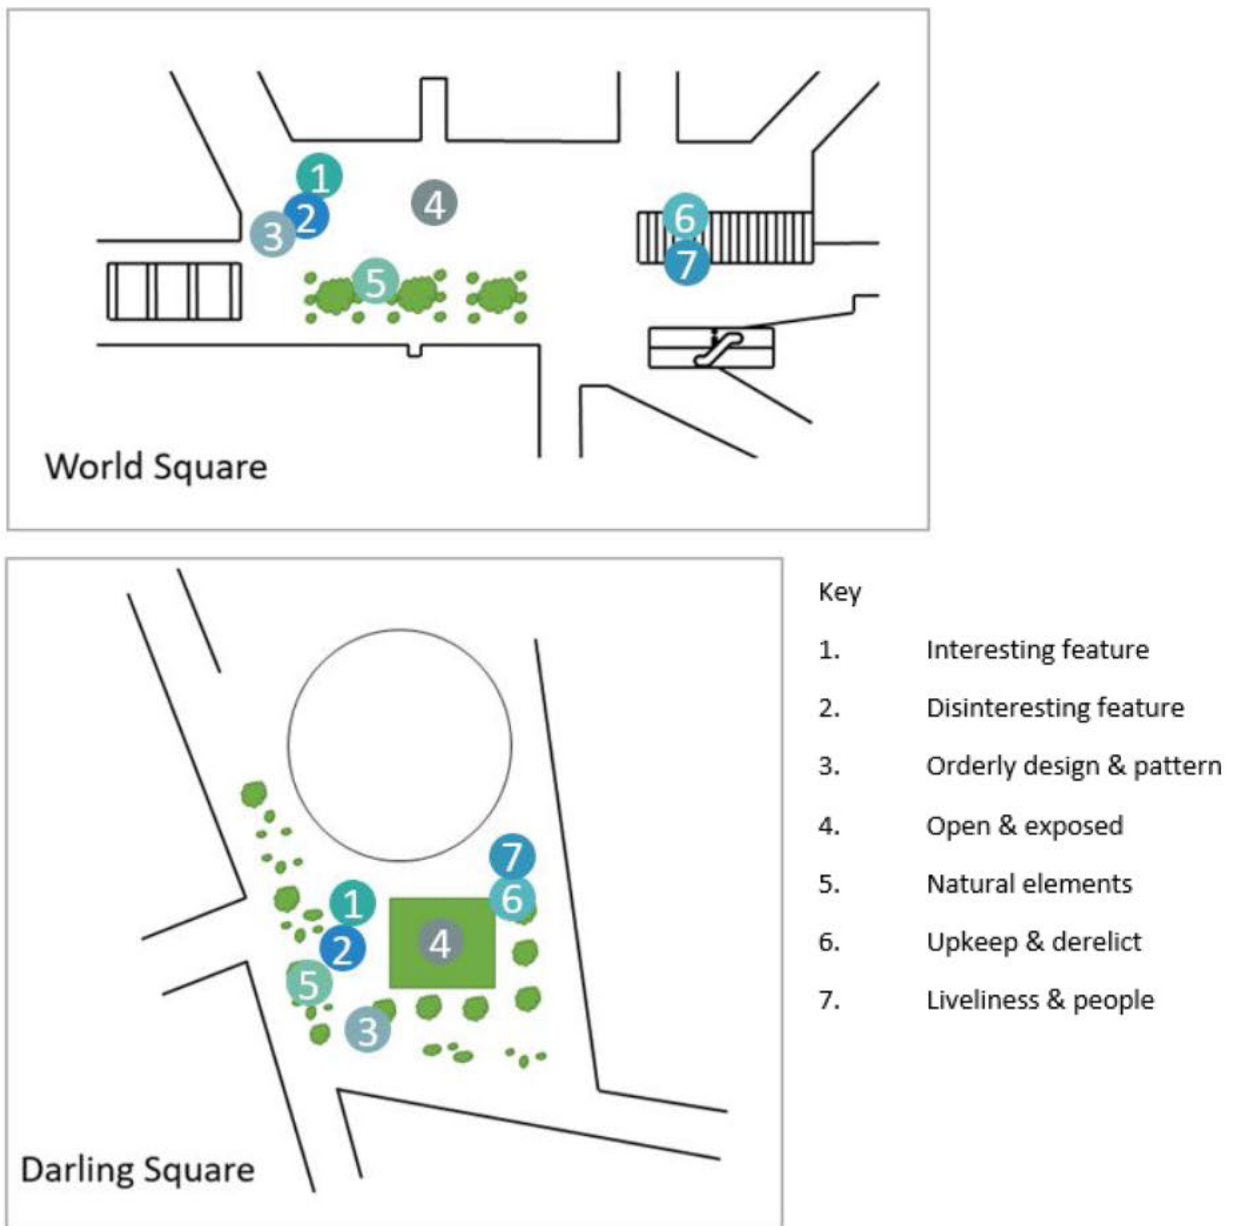 1
2
3
4
5
6
7
World Square
Key
1. Interesting feature
2. Disinteresting feature
3. Orderly design & pattern
4. Open & exposed
5. Natural elements
6. Upkeep & derelict
7. Liveliness & people
7
6
1
4
2
5
3
Darling Square